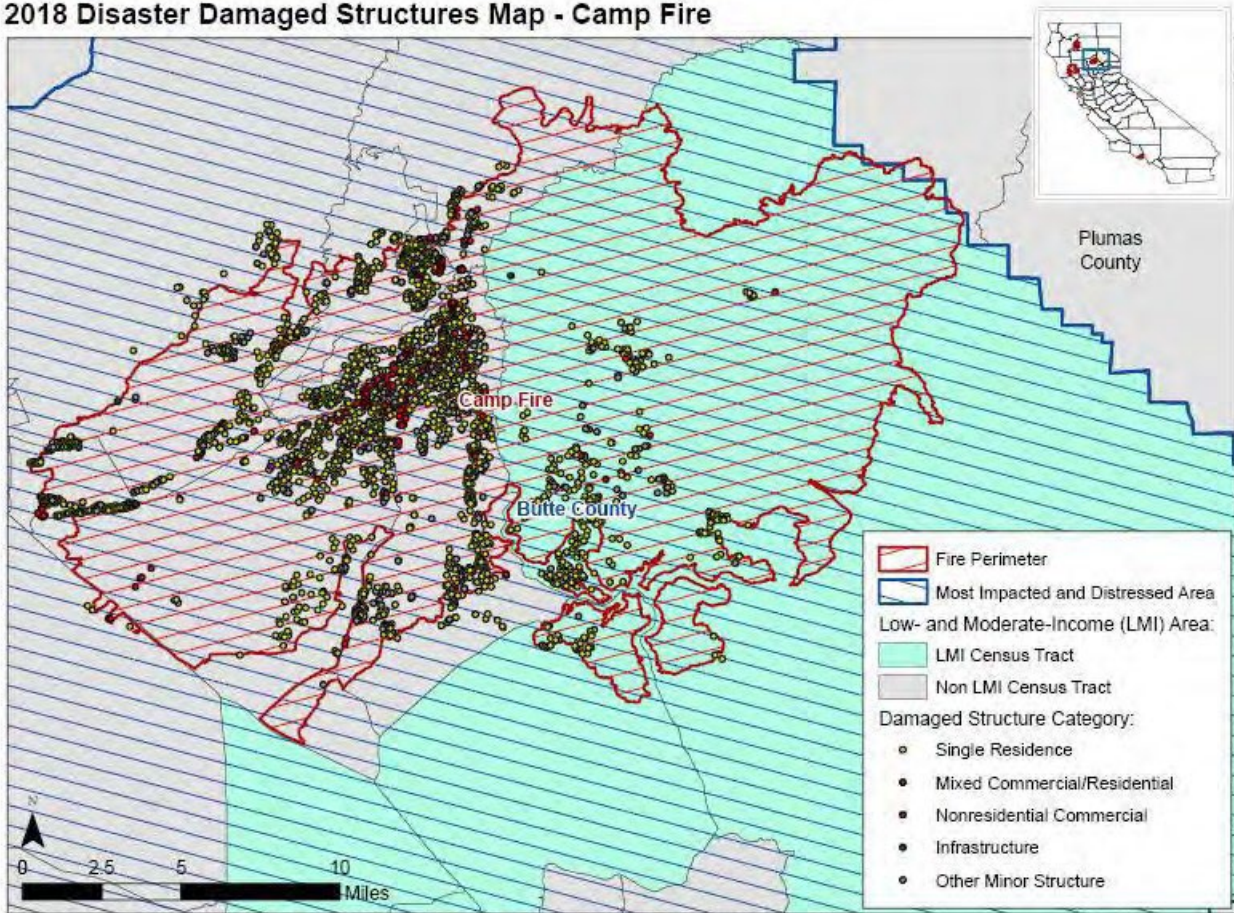 2018 Disaster Damaged Structures Map - Camp Fire
Plumas
County
Camp Fire
Butte County
Fire Perimeter
Most Impacted and Distressed Area
Low- and Moderate-Income (LMI) Area:
LMI Census Tract
Non LMI Census Tract
Damaged Structure Category:
Single Residence
Mixed Commercial/Residential
Nonresidential Commercial
Infrastructure
Other Minor Structure
N
0 2.5 5 10
Miles